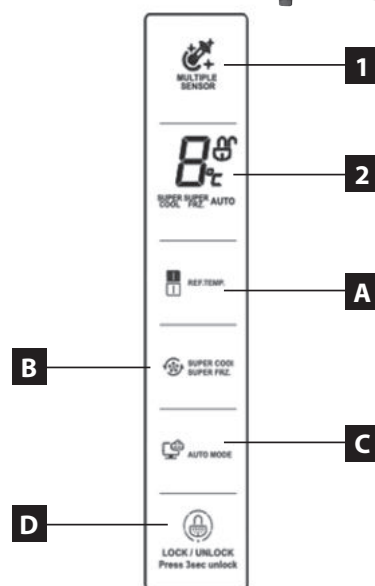 1
MULTIPLE
SENSOR
8°C
2
SUPER SUPER AUTO
COOL FRZ.
REF.TEMP.
A
B
SUPER COOL
SUPER FRZ.
C
AUTO MODE
D
LOCK / UNLOCK
Press 3sec unlock